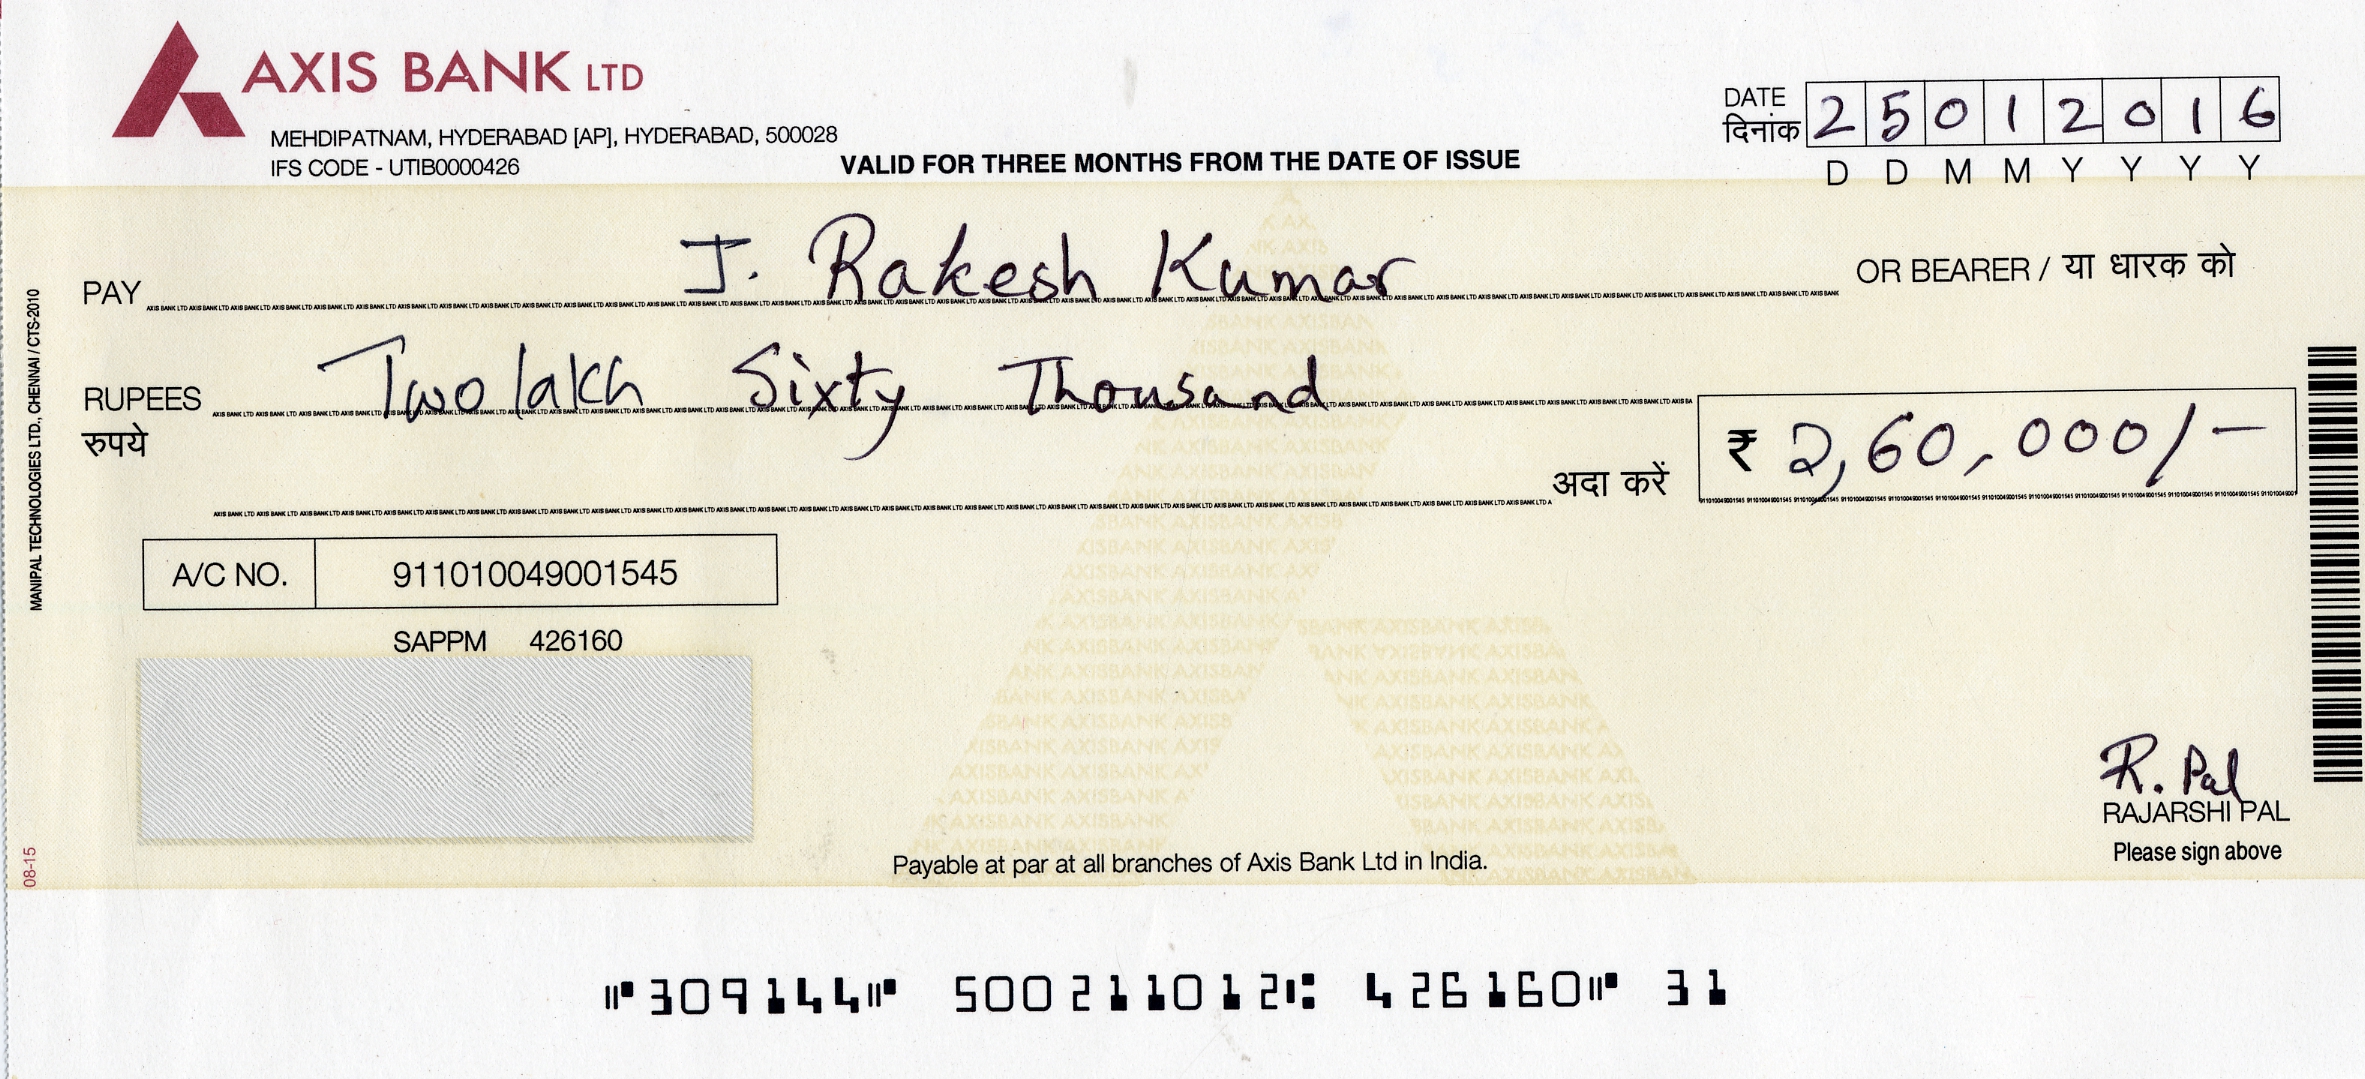 AXIS BANK LTD
MEHDIPATNAM, HYDERABAD [AP], HYDERABAD, 500028
IFS CODE - UTIB0000426
VALID FOR THREE MONTHS FROM THE DATE OF ISSUE
DATE
दिनांक
2 5 0 1 2 0 1 6
D D M M Y Y Y Y
PAY J. Rakesh Kumar OR BEARER / या धारक को
RUPEES Two lakh Sixty Thousand
रुपये
अदा करें ₹ 2,60,000/-
A/C NO. 911010049001545
SAPPM 426160
VOID
R. Pal
RAJARSHI PAL
Please sign above
Payable at par at all branches of Axis Bank Ltd in India.
MANIPAL TECHNOLOGIES LTD., CHENNAI / CTS-2010
08-15
⑈309144⑈ 500211012⑆ 426160⑈ 31